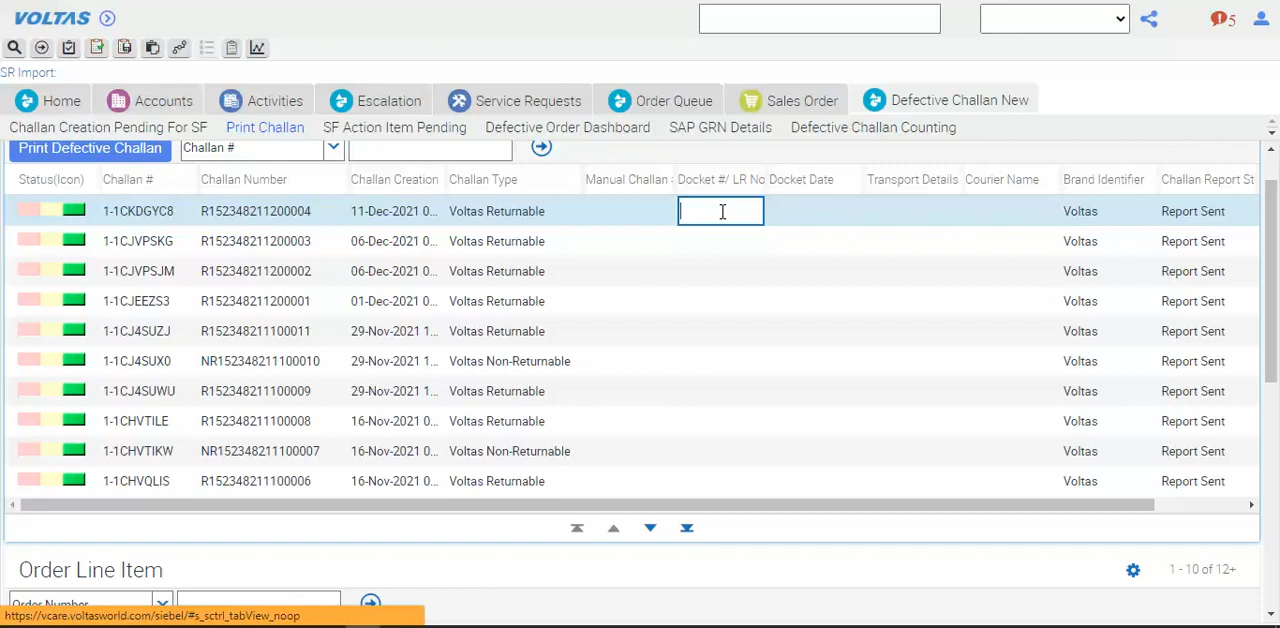 VOLTAS
5
SR Import:
Home Accounts Activities Escalation Service Requests Order Queue Sales Order Defective Challan New
Challan Creation Pending For SF Print Challan SF Action Item Pending Defective Order Dashboard SAP GRN Details Defective Challan Counting
Print Defective Challan Challan #
Status(Icon) Challan # Challan Number Challan Creation Challan Type Manual Challan : Docket #/ LR No Docket Date Transport Details Courier Name Brand Identifier Challan Report St
1-1CKDGYC8 R152348211200004 11-Dec-2021 0... Voltas Returnable Voltas Report Sent
1-1CJVPSKG R152348211200003 06-Dec-2021 0... Voltas Returnable Voltas Report Sent
1-1CJVPSJM R152348211200002 06-Dec-2021 0... Voltas Returnable Voltas Report Sent
1-1CJEEZS3 R152348211200001 01-Dec-2021 0... Voltas Returnable Voltas Report Sent
1-1CJ4SUZJ R152348211100011 29-Nov-2021 1... Voltas Returnable Voltas Report Sent
1-1CJ4SUX0 NR152348211100010 29-Nov-2021 1... Voltas Non-Returnable Voltas Report Sent
1-1CJ4SUWU R152348211100009 29-Nov-2021 1... Voltas Returnable Voltas Report Sent
1-1CHVTILE R152348211100008 16-Nov-2021 0... Voltas Returnable Voltas Report Sent
1-1CHVTIKW NR152348211100007 16-Nov-2021 0... Voltas Non-Returnable Voltas Report Sent
1-1CHVQLIS R152348211100006 16-Nov-2021 0... Voltas Returnable Voltas Report Sent
Order Line Item 1 - 10 of 12+
Order Number
https://vcare.voltasworld.com/siebel/#s_sctrl_tabView_noop